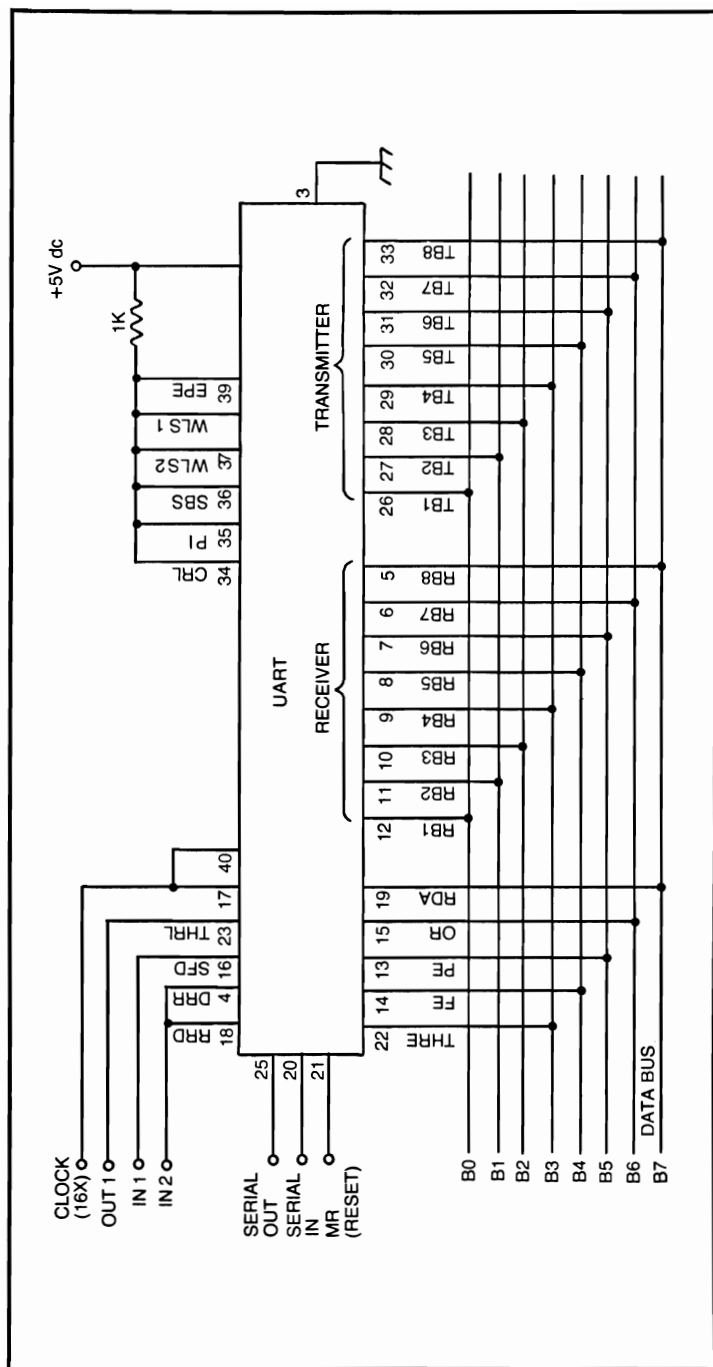 +5V dc
1K
3
EPE
39
WLS1
WLS2
37
SBS
36
PI
35
CRL
34
UART
TRANSMITTER
RECEIVER
33
TB8
32
TB7
31
TB6
30
TB5
29
TB4
28
TB3
27
TB2
26
TB1
5
RB8
6
RB7
7
RB6
8
RB5
9
RB4
10
RB3
11
RB2
12
RB1
40
17
THRL
23
SFD
16
DRR
4
RRD
18
19
RDA
15
OR
13
PE
14
FE
22
THRE
25
20
21
CLOCK
(16X)
OUT 1
IN 1
IN 2
SERIAL
OUT
SERIAL
IN
MR
(RESET)
B0
B1
B2
B3
B4
B5
B6
DATA BUS
B7